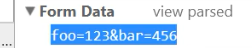 ▼ Form Data view parsed
... foo=123&bar=456